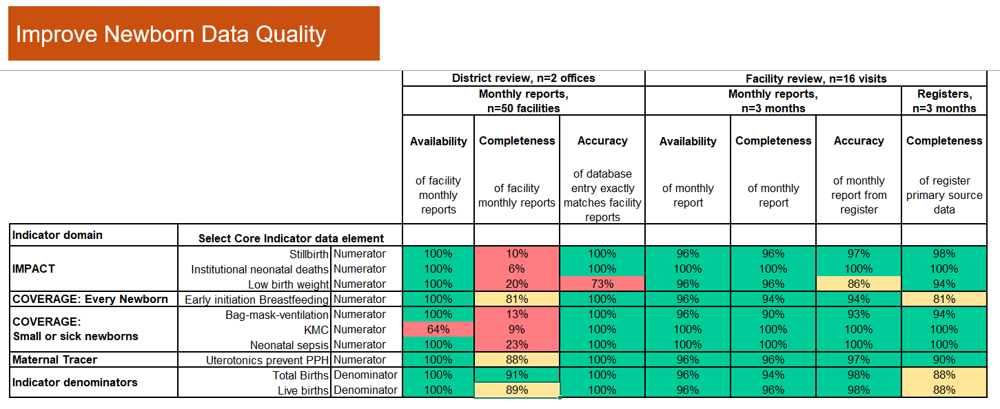 Improve Newborn Data Quality
District review, n=2 offices Facility review, n=16 visits
Monthly reports, n=50 facilities Monthly reports, n=3 months Registers, n=3 months
Availability Completeness Accuracy Availability Completeness Accuracy Completeness
of facility monthly reports of facility monthly reports of database entry exactly matches facility reports of monthly report of monthly report of monthly report from register of register primary source data
Indicator domain Select Core Indicator data element
IMPACT
Stillbirth Numerator 100% 10% 100% 96% 96% 97% 98%
Institutional neonatal deaths Numerator 100% 6% 100% 100% 100% 100% 100%
Low birth weight Numerator 100% 20% 73% 96% 96% 86% 94%
COVERAGE: Every Newborn Early initiation Breastfeeding Numerator 100% 81% 100% 96% 94% 94% 81%
COVERAGE:
Small or sick newborns
Bag-mask-ventilation Numerator 100% 13% 100% 96% 90% 93% 94%
KMC Numerator 64% 9% 100% 100% 100% 100% 100%
Neonatal sepsis Numerator 100% 23% 100% 100% 100% 100% 100%
Maternal Tracer Uterotonics prevent PPH Numerator 100% 88% 100% 96% 96% 97% 90%
Indicator denominators
Total Births Denominator 100% 91% 100% 96% 94% 98% 88%
Live births Denominator 100% 89% 100% 96% 96% 98% 88%